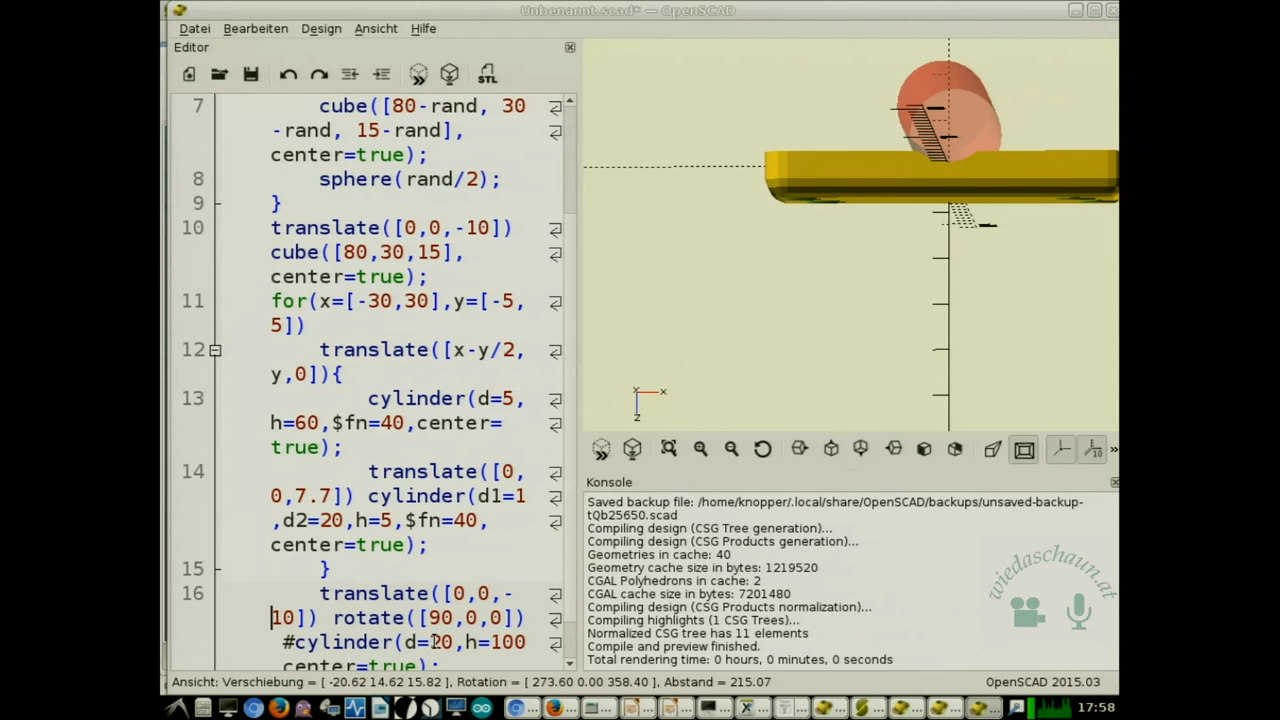 Unbenannt.scad* — OpenSCAD
Datei Bearbeiten Design Ansicht Hilfe
Editor
STL
7 cube([80-rand, 30
-rand, 15-rand],
center=true);
8 sphere(rand/2);
9 }
10 translate([0,0,-10])
cube([80,30,15],
center=true);
11 for(x=[-30,30],y=[-5,
5])
12 translate([x-y/2,
y,0]){
13 cylinder(d=5,
h=60,$fn=40,center=
true);
14 translate([0,
0,7.7]) cylinder(d1=1
,d2=20,h=5,$fn=40,
center=true);
15 }
16 translate([0,0,-
10]) rotate([90,0,0])
#cylinder(d=20,h=100
center=true);
x
x
z
10
»
Konsole
Saved backup file: /home/knopper/.local/share/OpenSCAD/backups/unsaved-backup-
tQb25650.scad
Compiling design (CSG Tree generation)...
Compiling design (CSG Products generation)...
Geometries in cache: 40
Geometry cache size in bytes: 1219520
CGAL Polyhedrons in cache: 2
CGAL cache size in bytes: 7201480
Compiling design (CSG Products normalization)...
Compiling highlights (1 CSG Trees)...
Normalized CSG tree has 11 elements
Compile and preview finished.
Total rendering time: 0 hours, 0 minutes, 0 seconds
wiedaschaun.at
Ansicht: Verschiebung = [ -20.62 14.62 15.82 ], Rotation = [ 273.60 0.00 358.40 ], Abstand = 215.07
OpenSCAD 2015.03
17:58